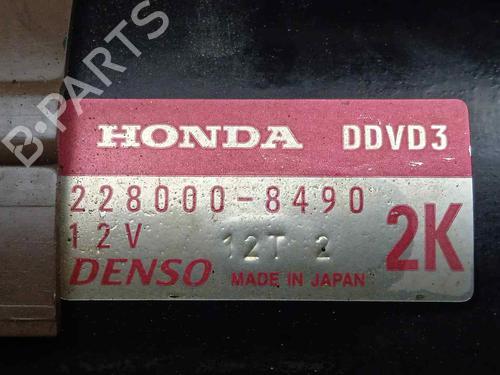 B-PARTS
HONDA DDVD3
228000-8490
12V 12T 2 2K
DENSO MADE IN JAPAN